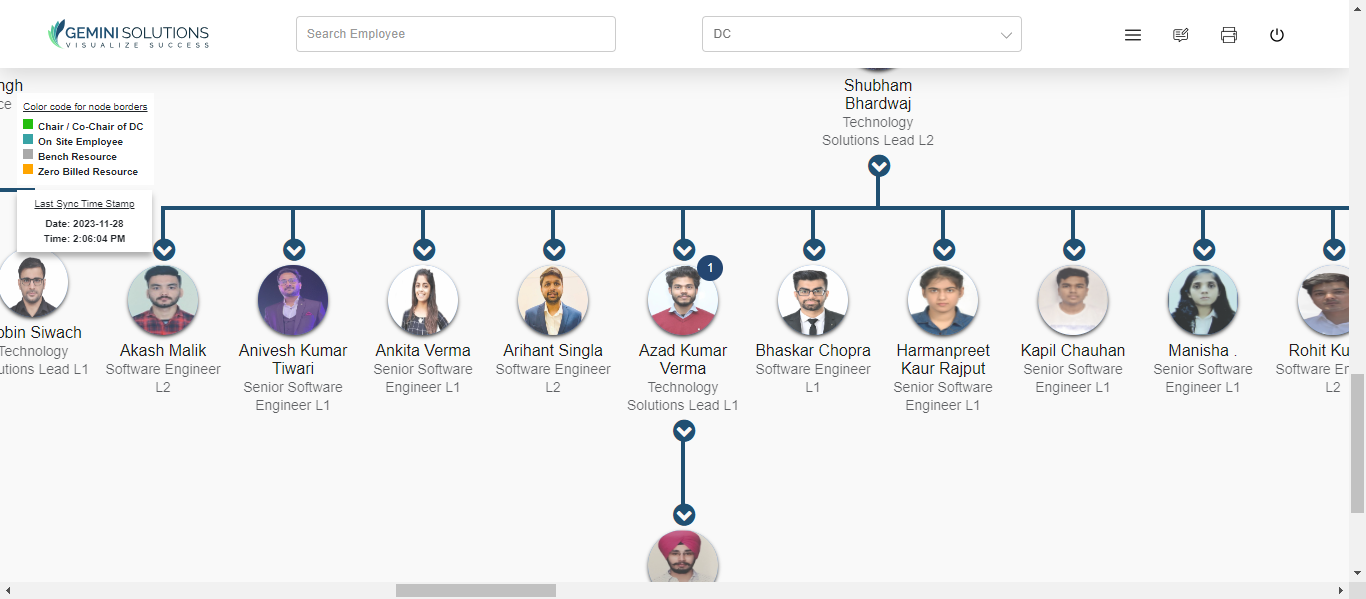 GEMINI SOLUTIONS
VISUALIZE SUCCESS
Search Employee
DC
ngh
ce
Color code for node borders
Chair / Co-Chair of DC
On Site Employee
Bench Resource
Zero Billed Resource
Last Sync Time Stamp
Date: 2023-11-28
Time: 2:06:04 PM
Shubham
Bhardwaj
Technology
Solutions Lead L2
obin Siwach
Technology
utions Lead L1
Akash Malik
Software Engineer
L2
Anivesh Kumar
Tiwari
Senior Software
Engineer L1
Ankita Verma
Senior Software
Engineer L1
Arihant Singla
Software Engineer
L2
1
Azad Kumar
Verma
Technology
Solutions Lead L1
Bhaskar Chopra
Software Engineer
L1
Harmanpreet
Kaur Rajput
Senior Software
Engineer L1
Kapil Chauhan
Senior Software
Engineer L1
Manisha .
Senior Software
Engineer L1
Rohit Ku
Software En
L2